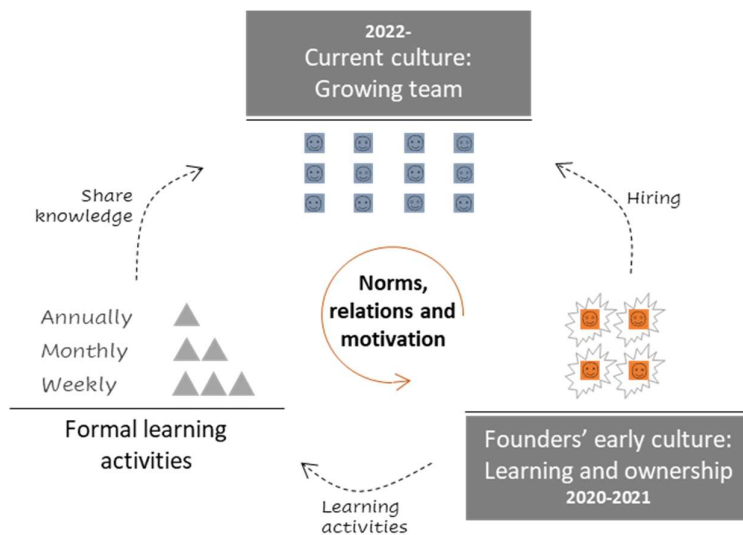 2022-
Current culture:
Growing team
Share
knowledge
Hiring
Norms,
relations and
motivation
Annually
Monthly
Weekly
Formal learning
activities
Founders’ early culture:
Learning and ownership
2020-2021
Learning
activities